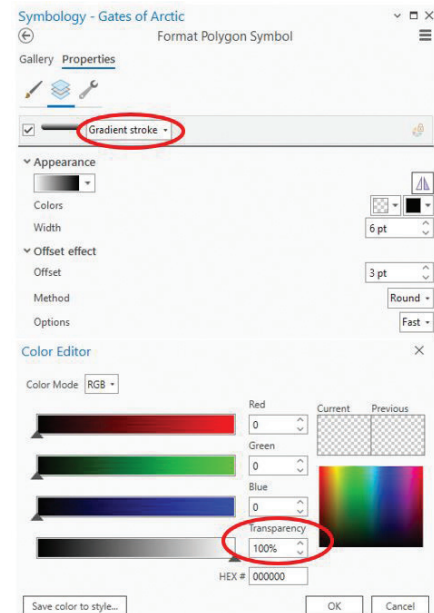 Symbology - Gates of Arctic
Format Polygon Symbol
Gallery Properties
Gradient stroke
Appearance
Colors
Width 6 pt
Offset effect
Offset 3 pt
Method Round
Options Fast
Color Editor
Color Mode RGB
Red
0
Green
0
Blue
0
Transparency
100%
HEX # 000000
Current Previous
Save color to style... OK Cancel